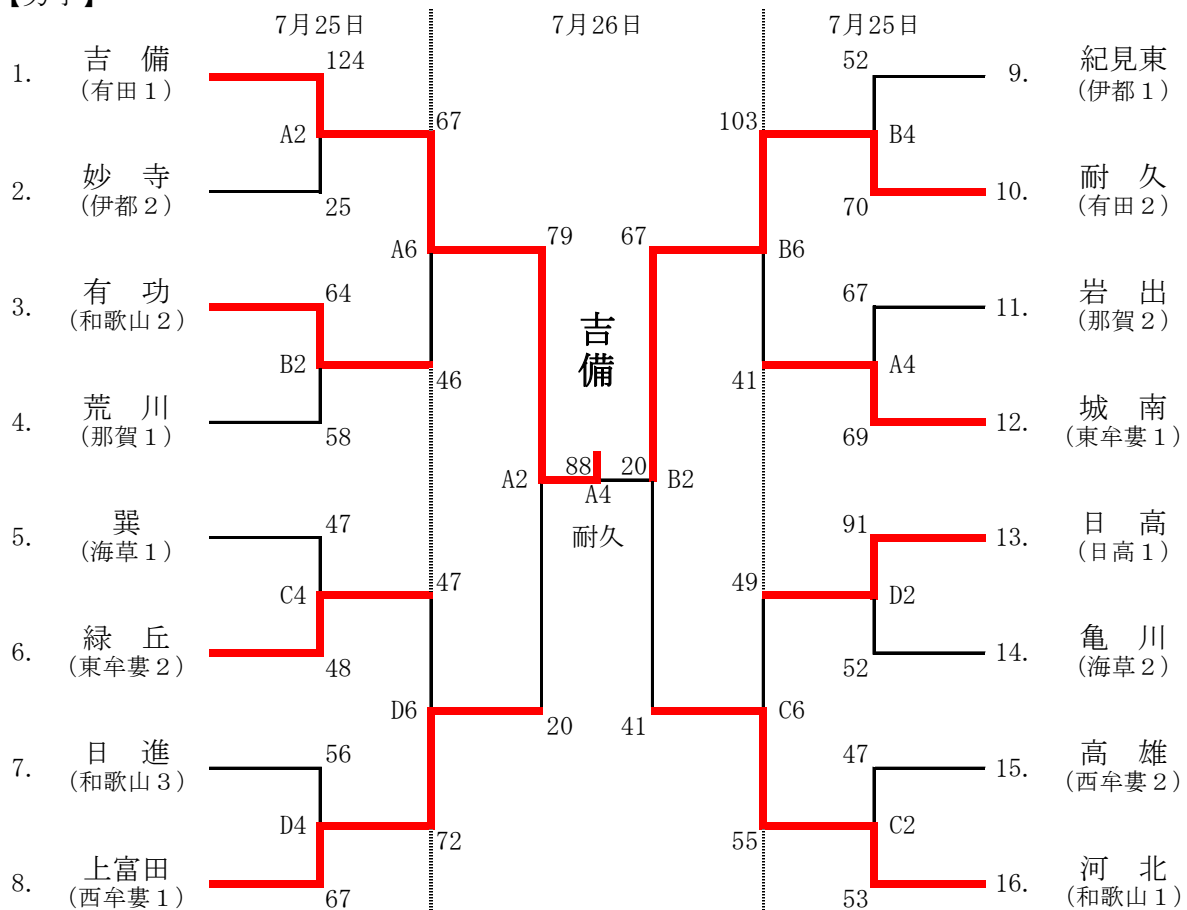 7月25日
7月26日
7月25日
1. 吉 備
(有田1)
2. 妙 寺
(伊都2)
3. 有 功
(和歌山2)
4. 荒 川
(那賀1)
5. 巽
(海草1)
6. 緑 丘
(東牟婁2)
7. 日 進
(和歌山3)
8. 上富田
(西牟婁1)
124
A2
25
64
B2
58
47
C4
48
56
D4
67
67
A6
46
47
D6
72
79
A2
20
吉備
88
A4
20
耐久
67
B2
41
103
B6
41
49
C6
55
52
B4
70
67
A4
69
91
D2
52
47
C2
53
9. 紀見東
(伊都1)
10. 耐 久
(有田2)
11. 岩 出
(那賀2)
12. 城 南
(東牟婁1)
13. 日 高
(日高1)
14. 亀 川
(海草2)
15. 高 雄
(西牟婁2)
16. 河 北
(和歌山1)